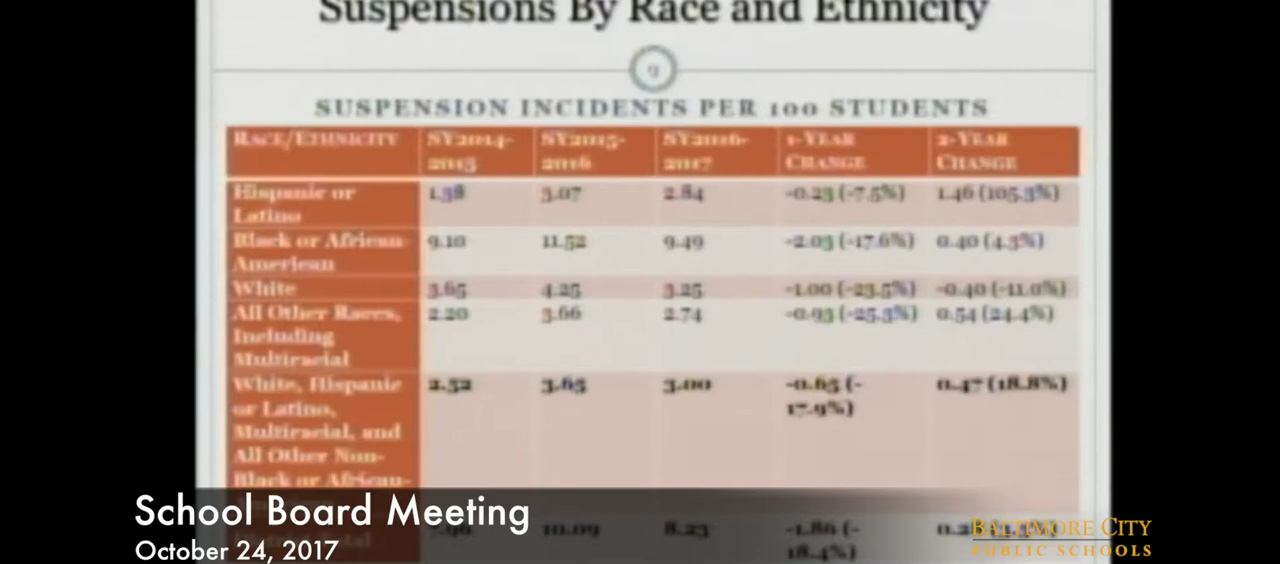 Suspensions By Race and Ethnicity
9
SUSPENSION INCIDENTS PER 100 STUDENTS
RACE/ETHNICITY SY2014-2015 SY2015-2016 SY2016-2017 1-YEAR CHANGE 2-YEAR CHANGE
Hispanic or Latino 1.38 3.07 2.84 -0.23 (-7.5%) 1.46 (105.3%)
Black or African-American 9.10 11.52 9.49 -2.03 (-17.6%) 0.40 (4.3%)
White 3.65 4.25 3.25 -1.00 (-23.5%) -0.40 (-11.0%)
All Other Races, Including Multiracial 2.20 3.66 2.74 -0.93 (-25.3%) 0.54 (24.4%)
White, Hispanic or Latino, Multiracial, and All Other Non-Black or African- 2.52 3.65 3.00 -0.65 (-17.9%) 0.47 (18.8%)
10.09 8.23 -1.86 (-18.4%)
School Board Meeting
October 24, 2017
BALTIMORE CITY
PUBLIC SCHOOLS